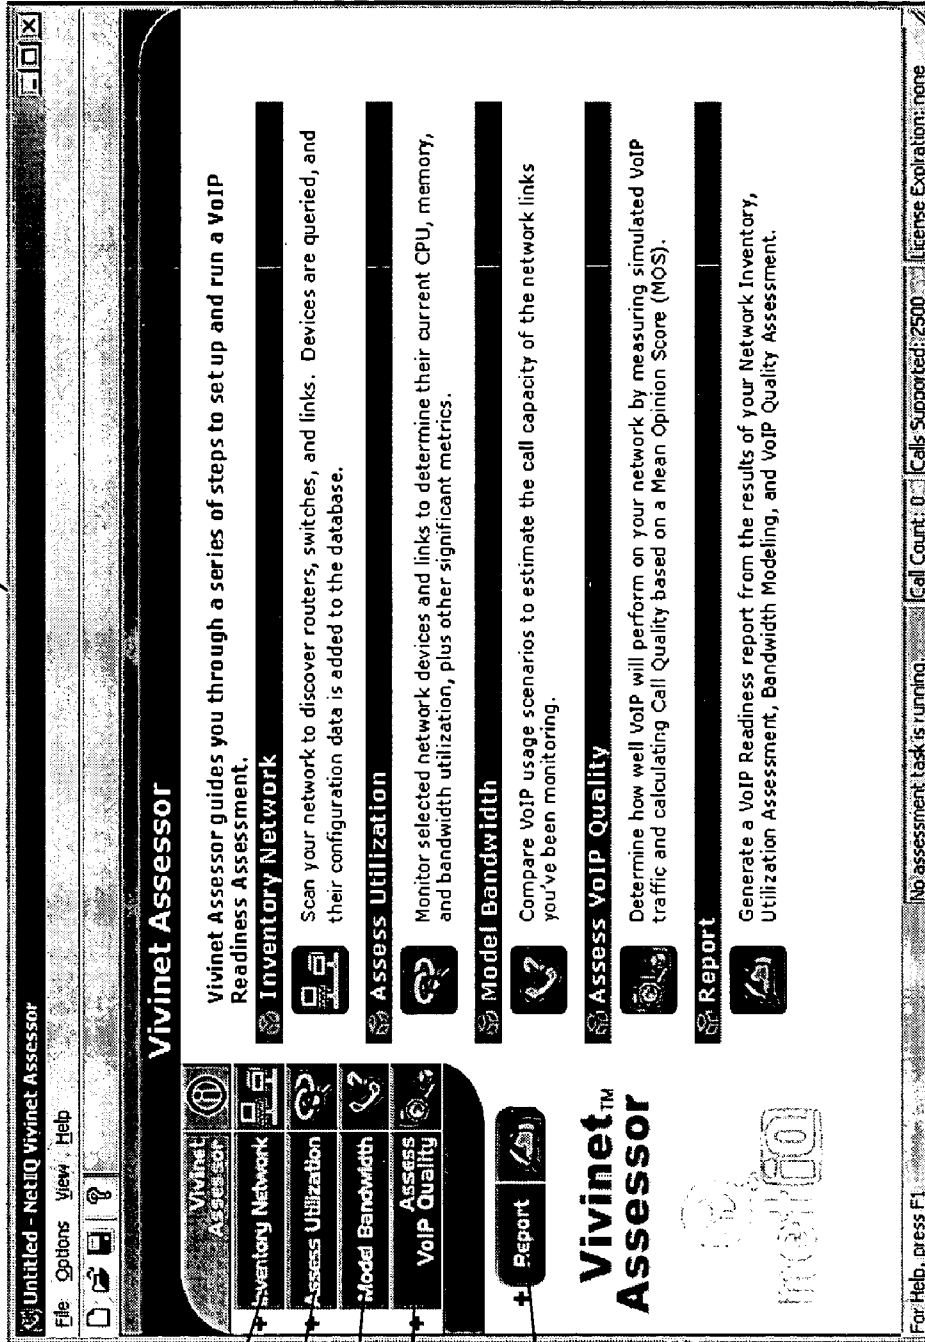 Untitled - NetIQ Vivinet Assessor
File Options View Help
Vivinet Assessor
Vivinet Assessor
Inventory Network
Assess Utilization
Model Bandwidth
Assess
VoIP Quality
Report
Vivinet™
Assessor
netiq
Vivinet Assessor guides you through a series of steps to set up and run a VoIP
Readiness Assessment.
Inventory Network
Scan your network to discover routers, switches, and links. Devices are queried, and
their configuration data is added to the database.
Assess Utilization
Monitor selected network devices and links to determine their current CPU, memory,
and bandwidth utilization, plus other significant metrics.
Model Bandwidth
Compare VoIP usage scenarios to estimate the call capacity of the network links
you've been monitoring.
Assess VoIP Quality
Determine how well VoIP will perform on your network by measuring simulated VoIP
traffic and calculating Call Quality based on a Mean Opinion Score (MOS).
Report
Generate a VoIP Readiness report from the results of your Network Inventory,
Utilization Assessment, Bandwidth Modeling, and VoIP Quality Assessment.
For Help, press F1
No assessment task is running.
Call Count: 0
Calls Supported: 2500
License Expiration: none